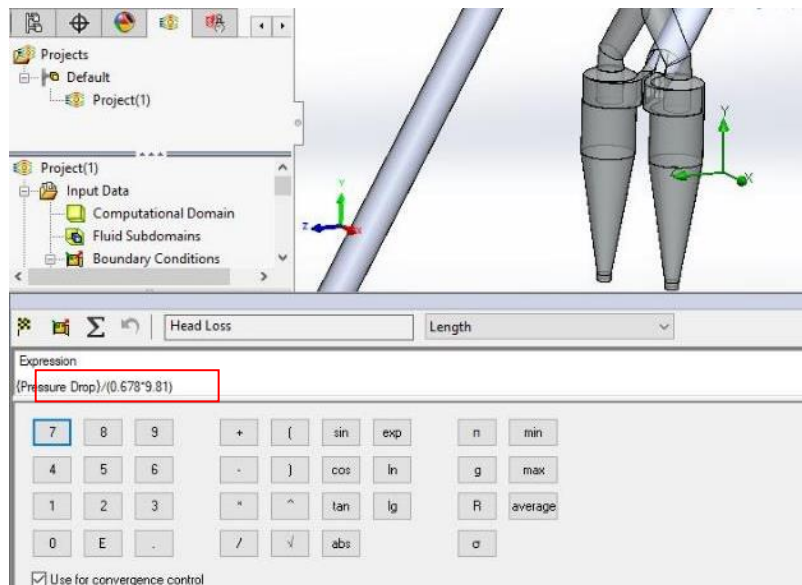 Projects
Default
Project(1)
Project(1)
Input Data
Computational Domain
Fluid Subdomains
Boundary Conditions
Y
Z
Y
X
Head Loss
Length
Expression
{Pressure Drop}/(0.678*9.81)
7 8 9 + ( sin exp π min
4 5 6 - ) cos ln g max
1 2 3 * ^ tan lg R average
0 E . / √ abs σ
Use for convergence control